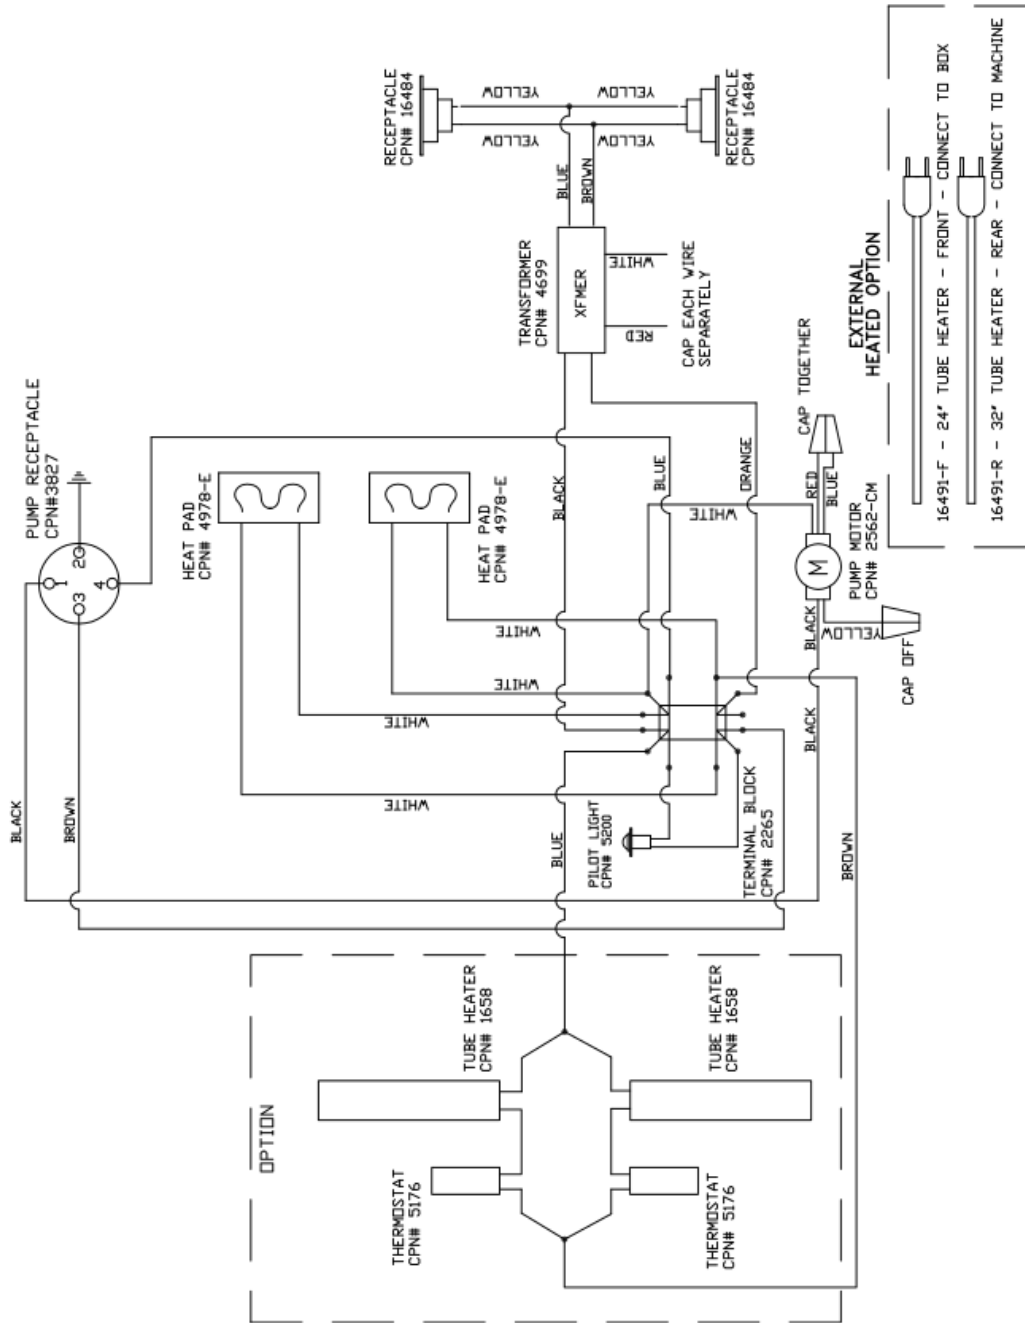 PUMP RECEPTACLE
CPN#3827
1
2
3
4
BLACK
BROWN
HEAT PAD
CPN# 4978-E
HEAT PAD
CPN# 4978-E
WHITE
WHITE
WHITE
WHITE
RECEPTACLE
CPN# 16484
YELLOW
YELLOW
YELLOW
YELLOW
RECEPTACLE
CPN# 16484
BLUE
BROWN
TRANSFORMER
CPN# 4699
XFMER
WHITE
RED
CAP EACH WIRE
SEPARATELY
BLACK
BLUE
ORANGE
WHITE
CAP TOGETHER
RED
BLUE
M
PUMP MOTOR
CPN# 2562-CM
BLACK
YELLOW
CAP OFF
BLACK
BLUE
PILOT LIGHT
CPN# 5200
TERMINAL BLOCK
CPN# 2265
BROWN
OPTION
TUBE HEATER
CPN# 1658
TUBE HEATER
CPN# 1658
THERMOSTAT
CPN# 5176
THERMOSTAT
CPN# 5176
EXTERNAL
HEATED OPTION
16491-F - 24" TUBE HEATER - FRONT - CONNECT TO BOX
16491-R - 32" TUBE HEATER - REAR - CONNECT TO MACHINE